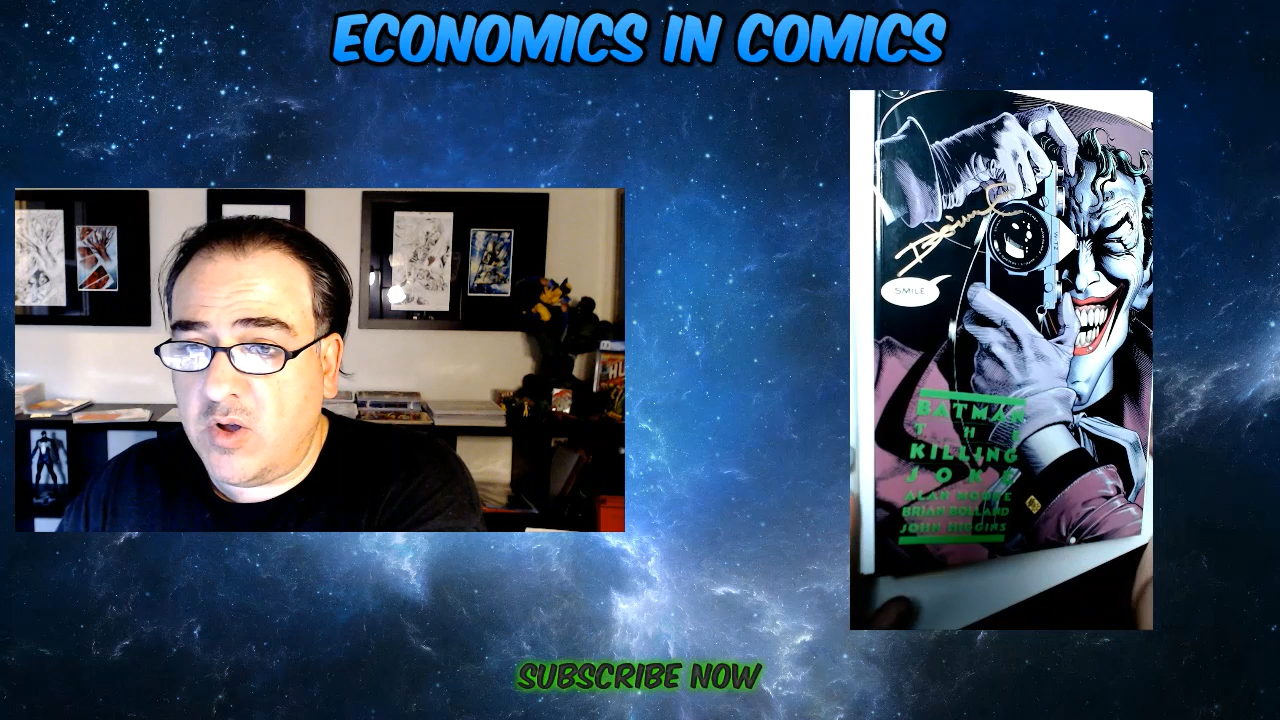 ECONOMICS IN COMICS
SMILE
BATMAN
THE
KILLING
JOKE
ALAN MOORE
BRIAN BOLLAND
JOHN HIGGINS
SUBSCRIBE NOW